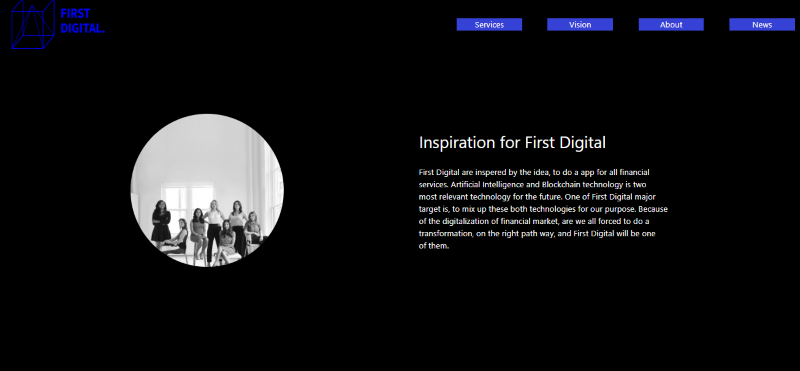 FIRST
DIGITAL.
Services
Vision
About
News
Inspiration for First Digital
First Digital are inspered by the idea, to do a app for all financial
services. Artificial Intelligence and Blockchain technology is two
most relevant technology for the future. One of First Digital major
target is, to mix up these both technologies for our purpose. Because
of the digitalization of financial market, are we all forced to do a
transformation, on the right path way, and First Digital will be one
of them.